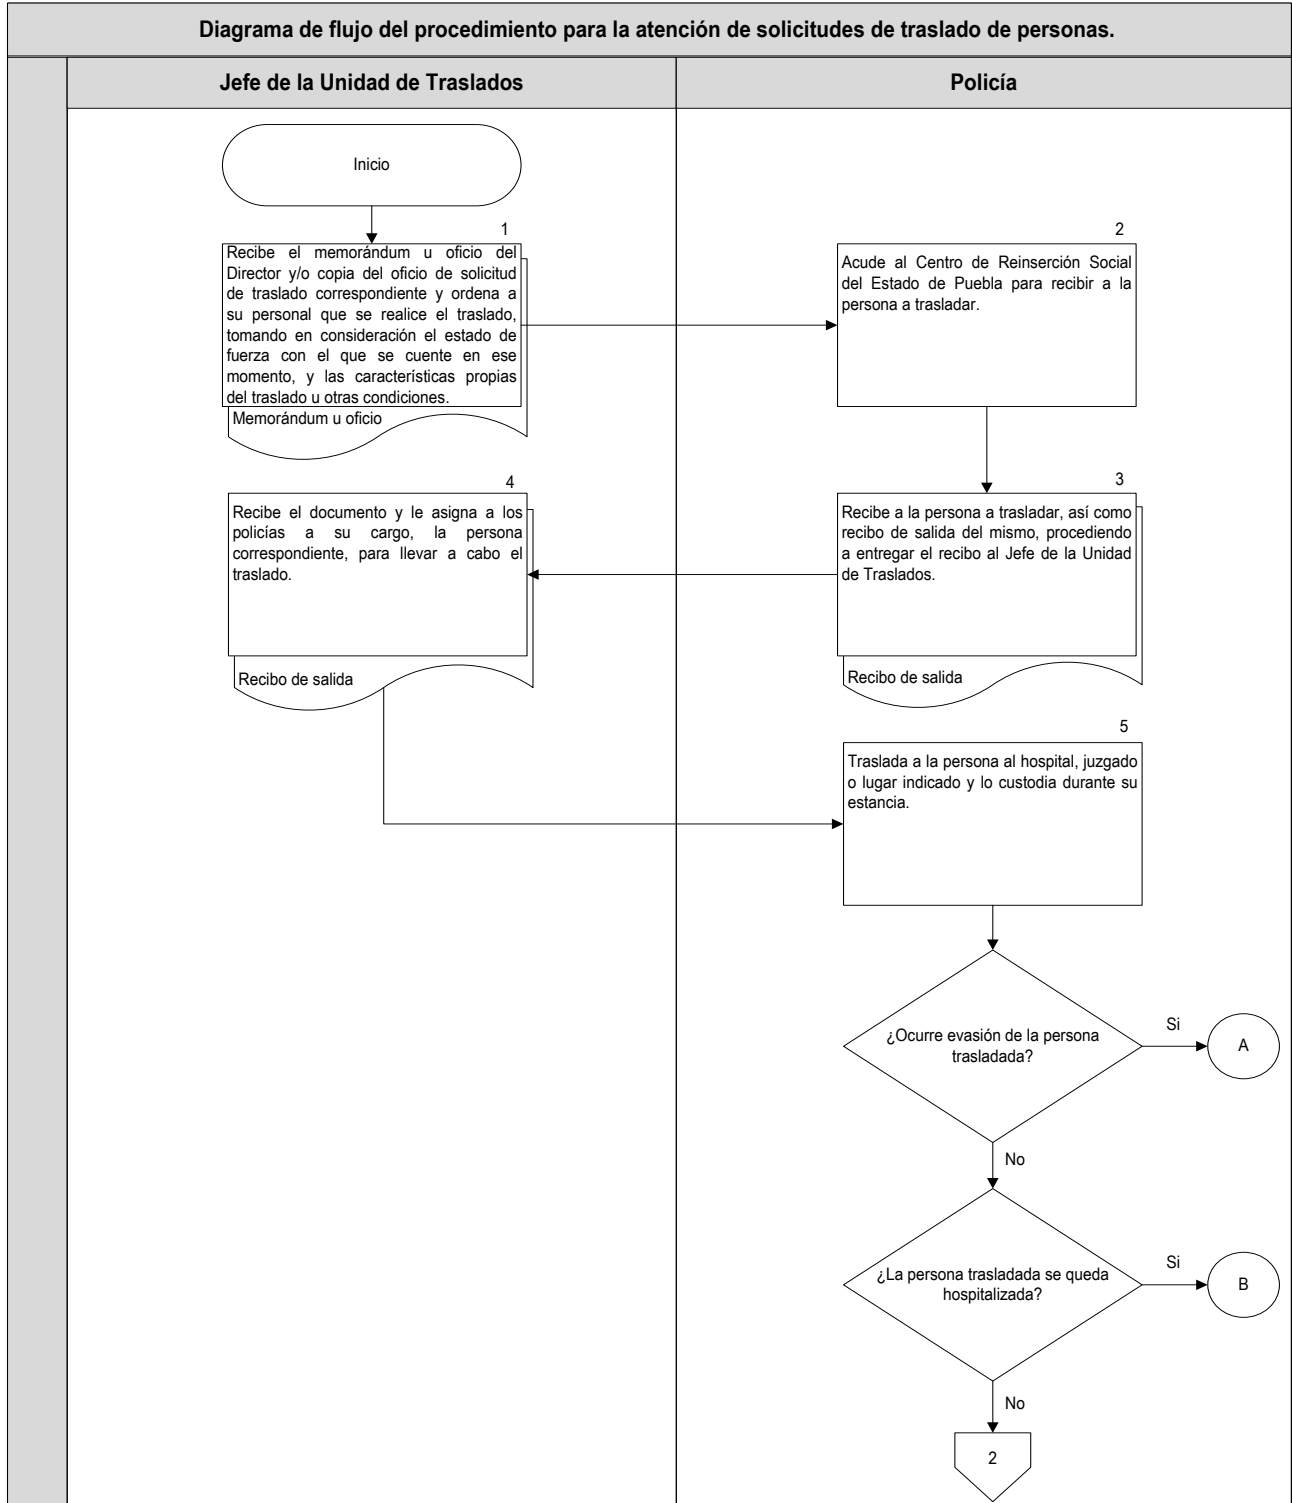 Diagrama de flujo del procedimiento para la atención de solicitudes de traslado de personas.
Jefe de la Unidad de Traslados
Policía
Inicio
1
Recibe el memorándum u oficio del
Director y/o copia del oficio de solicitud
de traslado correspondiente y ordena a
su personal que se realice el traslado,
tomando en consideración el estado de
fuerza con el que se cuente en ese
momento, y las características propias
del traslado u otras condiciones.
Memorándum u oficio
2
Acude al Centro de Reinserción Social
del Estado de Puebla para recibir a la
persona a trasladar.
3
Recibe a la persona a trasladar, así como
recibo de salida del mismo, procediendo
a entregar el recibo al Jefe de la Unidad
de Traslados.
Recibo de salida
4
Recibe el documento y le asigna a los
policías a su cargo, la persona
correspondiente, para llevar a cabo el
traslado.
Recibo de salida
5
Traslada a la persona al hospital, juzgado
o lugar indicado y lo custodia durante su
estancia.
¿Ocurre evasión de la persona
trasladada?
Si
A
No
¿La persona trasladada se queda
hospitalizada?
Si
B
No
2